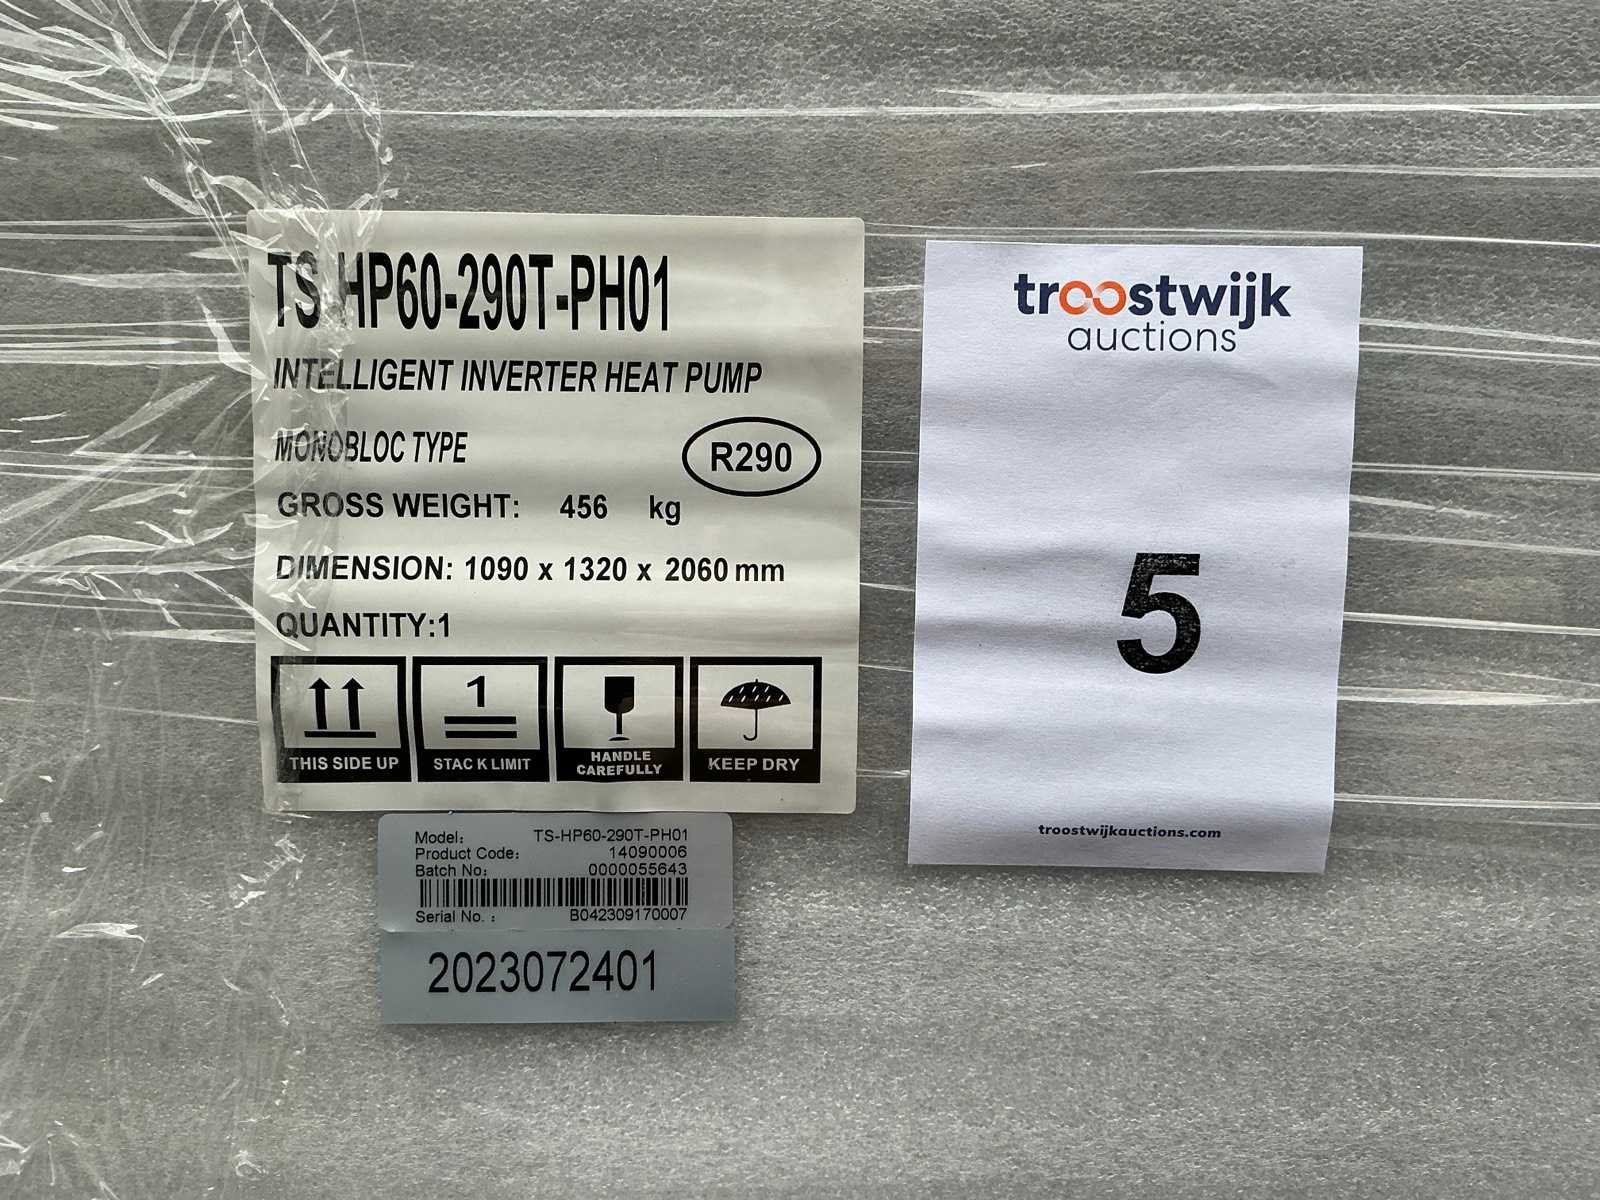 TS-HP60-290T-PH01
INTELLIGENT INVERTER HEAT PUMP
MONOBLOC TYPE
R290
GROSS WEIGHT: 456 kg
DIMENSION: 1090 x 1320 x 2060 mm
QUANTITY:1
1
THIS SIDE UP
STACK LIMIT
HANDLE
CAREFULLY
KEEP DRY
Model: TS-HP60-290T-PH01
Product Code: 14090006
Batch No: 0000055643
Serial No. : B042309170007
2023072401
troostwijk
auctions
5
troostwijkauctions.com